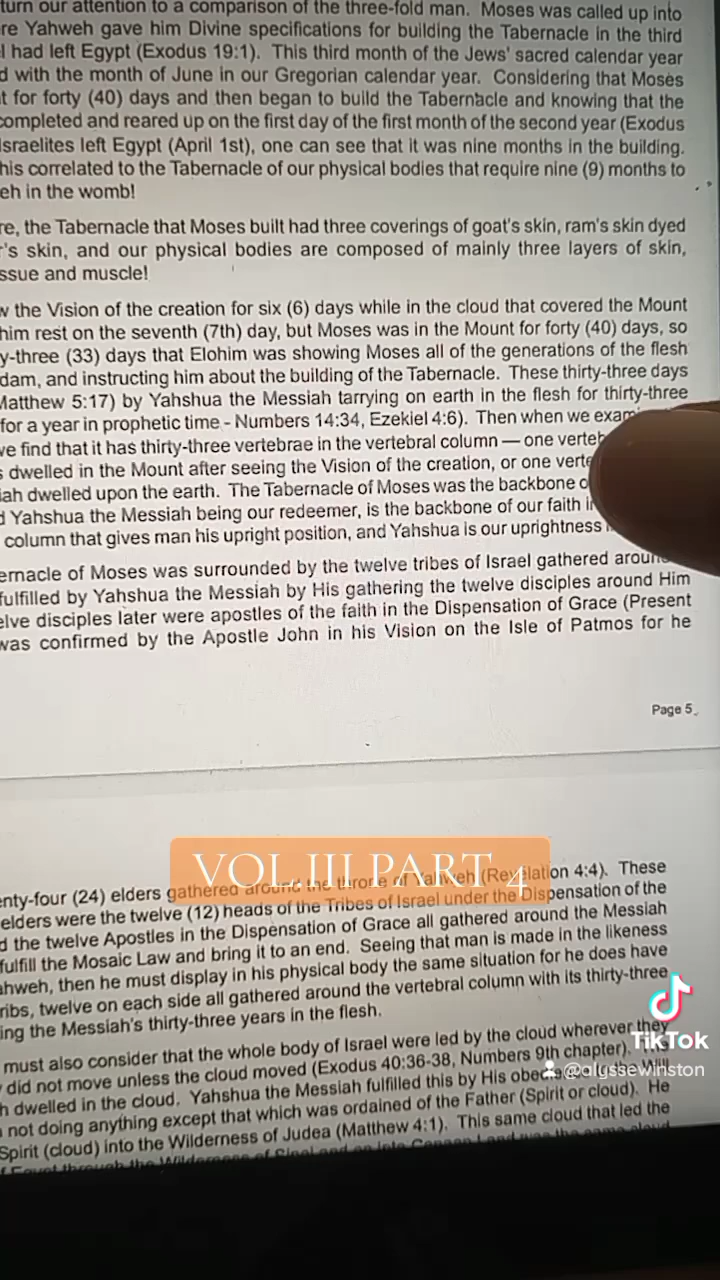 turn our attention to a comparison of the three-fold man. Moses was called up into
re Yahweh gave him Divine specifications for building the Tabernacle in the third
l had left Egypt (Exodus 19:1). This third month of the Jews' sacred calendar year
d with the month of June in our Gregorian calendar year. Considering that Moses
t for forty (40) days and then began to build the Tabernacle and knowing that the
completed and reared up on the first day of the first month of the second year (Exodus
Israelites left Egypt (April 1st), one can see that it was nine months in the building.
his correlated to the Tabernacle of our physical bodies that require nine (9) months to
eh in the womb!
re, the Tabernacle that Moses built had three coverings of goat's skin, ram's skin dyed
r's skin, and our physical bodies are composed of mainly three layers of skin,
ssue and muscle!
w the Vision of the creation for six (6) days while in the cloud that covered the Mount
him rest on the seventh (7th) day, but Moses was in the Mount for forty (40) days, so
y-three (33) days that Elohim was showing Moses all of the generations of the flesh
dam, and instructing him about the building of the Tabernacle. These thirty-three days
Matthew 5:17) by Yahshua the Messiah tarrying on earth in the flesh for thirty-three
for a year in prophetic time - Numbers 14:34, Ezekiel 4:6). Then when we exam
ve find that it has thirty-three vertebrae in the vertebral column — one verteb
s dwelled in the Mount after seeing the Vision of the creation, or one verte
iah dwelled upon the earth. The Tabernacle of Moses was the backbone o
d Yahshua the Messiah being our redeemer, is the backbone of our faith i
column that gives man his upright position, and Yahshua is our uprightness
ernacle of Moses was surrounded by the twelve tribes of Israel gathered aroun
fulfilled by Yahshua the Messiah by His gathering the twelve disciples around Him
elve disciples later were apostles of the faith in the Dispensation of Grace (Present
was confirmed by the Apostle John in his Vision on the Isle of Patmos for he
Page 5
VOL.III PART 4
enty-four (24) elders gathered around the throne of Yahweh (Revelation 4:4). These
elders were the twelve (12) heads of the Tribes of Israel under the Dispensation of the
d the twelve Apostles in the Dispensation of Grace all gathered around the Messiah
fulfill the Mosaic Law and bring it to an end. Seeing that man is made in the likeness
ahweh, then he must display in his physical body the same situation for he does have
ribs, twelve on each side all gathered around the vertebral column with its thirty-three
ing the Messiah's thirty-three years in the flesh.
must also consider that the whole body of Israel were led by the cloud wherever they
did not move unless the cloud moved (Exodus 40:36-38, Numbers 9th chapter).
h dwelled in the cloud. Yahshua the Messiah fulfilled this by His Will
not doing anything except that which was ordained of the Father (Spirit or cloud). He
Spirit (cloud) into the Wilderness of Judea (Matthew 4:1). This same cloud that led the
TikTok
@alyssewinston